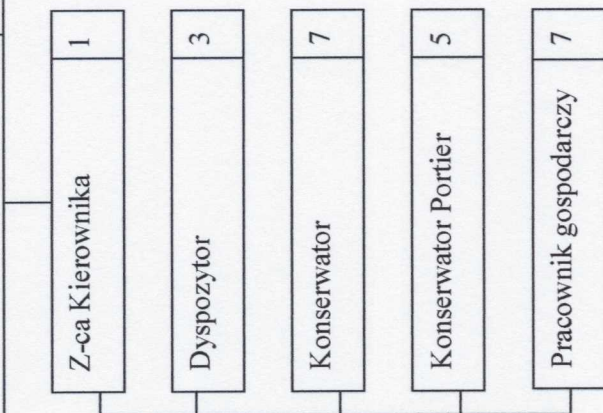 Z-ca Kierownika 1
Dyspozytor 3
Konserwator 7
Konserwator Portier 5
Pracownik gospodarczy 7